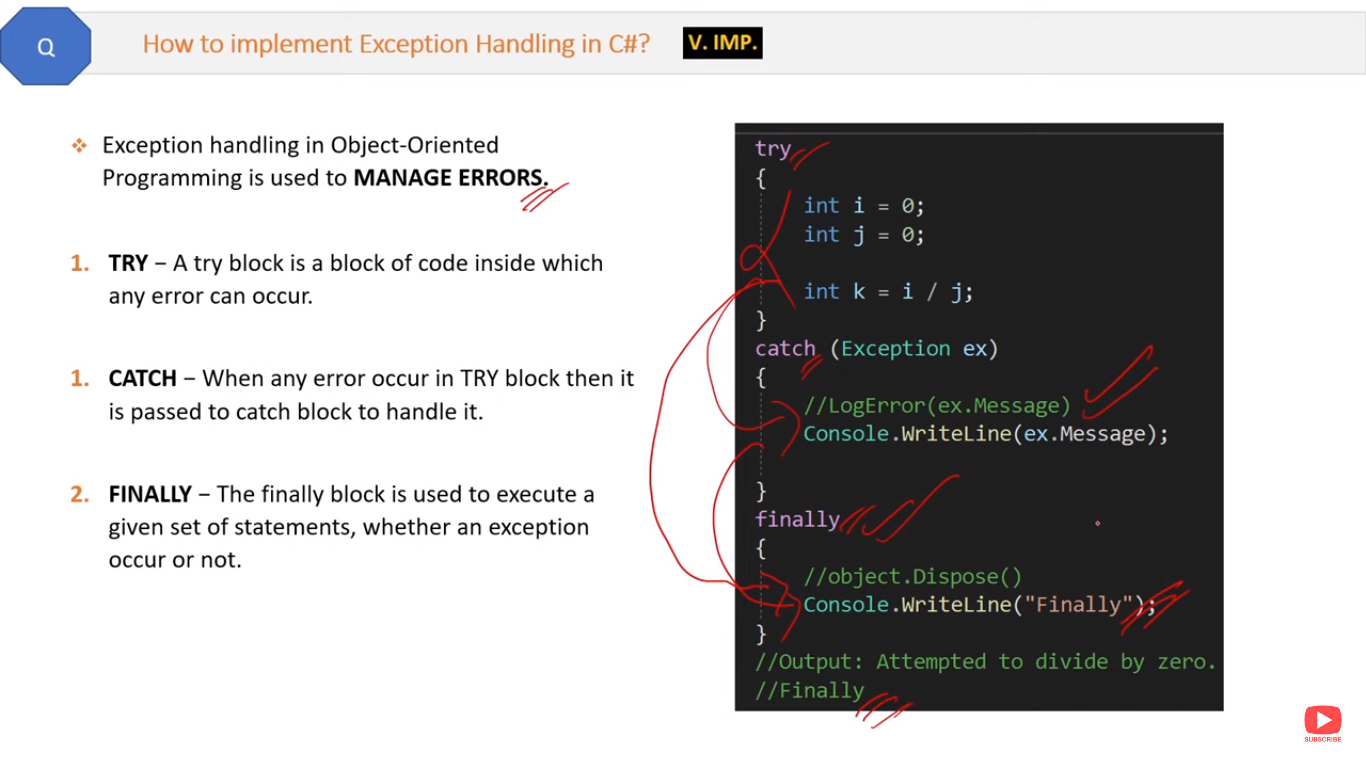 Q
How to implement Exception Handling in C#?
V. IMP.
❖ Exception handling in Object-Oriented
Programming is used to MANAGE ERRORS.
1. TRY – A try block is a block of code inside which
any error can occur.
1. CATCH – When any error occur in TRY block then it
is passed to catch block to handle it.
2. FINALLY – The finally block is used to execute a
given set of statements, whether an exception
occur or not.
try
{
int i = 0;
int j = 0;
int k = i / j;
}
catch (Exception ex)
{
//LogError(ex.Message)
Console.WriteLine(ex.Message);
}
finally
{
//object.Dispose()
Console.WriteLine("Finally");
}
//Output: Attempted to divide by zero.
//Finally
SUBSCRIBE